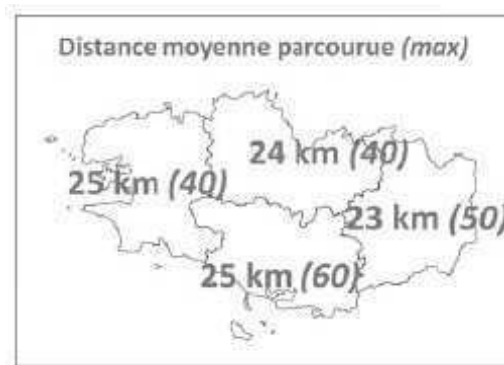 Distance moyenne parcourue (max)
24 km (40)
25 km (40)
23 km (50)
25 km (60)